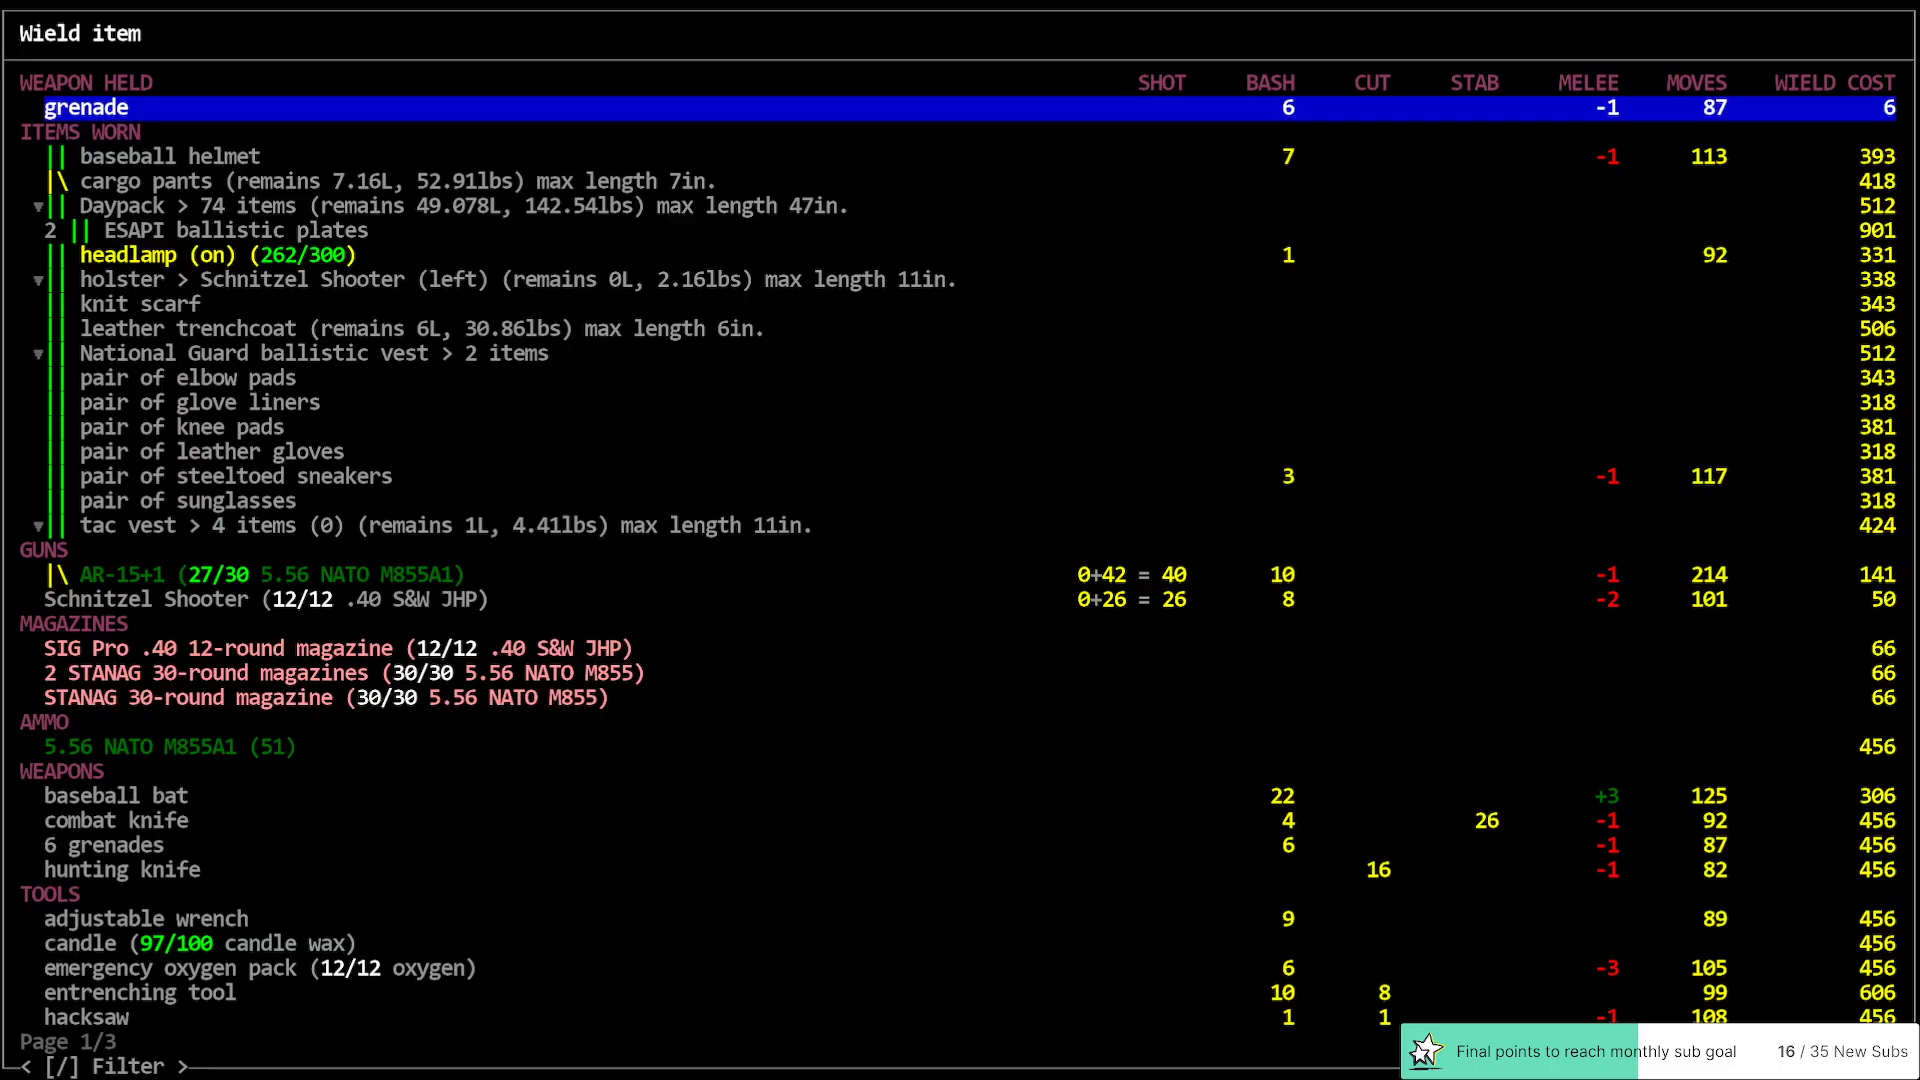 Wield item
WEAPON HELD SHOT BASH CUT STAB MELEE MOVES WIELD COST
grenade 6 -1 87 6
ITEMS WORN
|| baseball helmet 7 -1 113 393
|\ cargo pants (remains 7.16L, 52.91lbs) max length 7in. 418
▼|| Daypack > 74 items (remains 49.078L, 142.54lbs) max length 47in. 512
2 || ESAPI ballistic plates 901
|| headlamp (on) (262/300) 1 92 331
▼|| holster > Schnitzel Shooter (left) (remains 0L, 2.16lbs) max length 11in. 338
|| knit scarf 343
|| leather trenchcoat (remains 6L, 30.86lbs) max length 6in. 506
▼|| National Guard ballistic vest > 2 items 512
|| pair of elbow pads 343
|| pair of glove liners 318
|| pair of knee pads 381
|| pair of leather gloves 318
|| pair of steeltoed sneakers 3 -1 117 381
|| pair of sunglasses 318
▼|| tac vest > 4 items (0) (remains 1L, 4.41lbs) max length 11in. 424
GUNS
|\ AR-15+1 (27/30 5.56 NATO M855A1) 0+42 = 40 10 -1 214 141
Schnitzel Shooter (12/12 .40 S&W JHP) 0+26 = 26 8 -2 101 50
MAGAZINES
SIG Pro .40 12-round magazine (12/12 .40 S&W JHP) 66
2 STANAG 30-round magazines (30/30 5.56 NATO M855) 66
STANAG 30-round magazine (30/30 5.56 NATO M855) 66
AMMO
5.56 NATO M855A1 (51) 456
WEAPONS
baseball bat 22 +3 125 306
combat knife 4 26 -1 92 456
6 grenades 6 -1 87 456
hunting knife 16 -1 82 456
TOOLS
adjustable wrench 9 89 456
candle (97/100 candle wax) 456
emergency oxygen pack (12/12 oxygen) 6 -3 105 456
entrenching tool 10 8 99 606
hacksaw 1 1 -1 108 456
Page 1/3
< [/] Filter >
Final points to reach monthly sub goal 16 / 35 New Subs